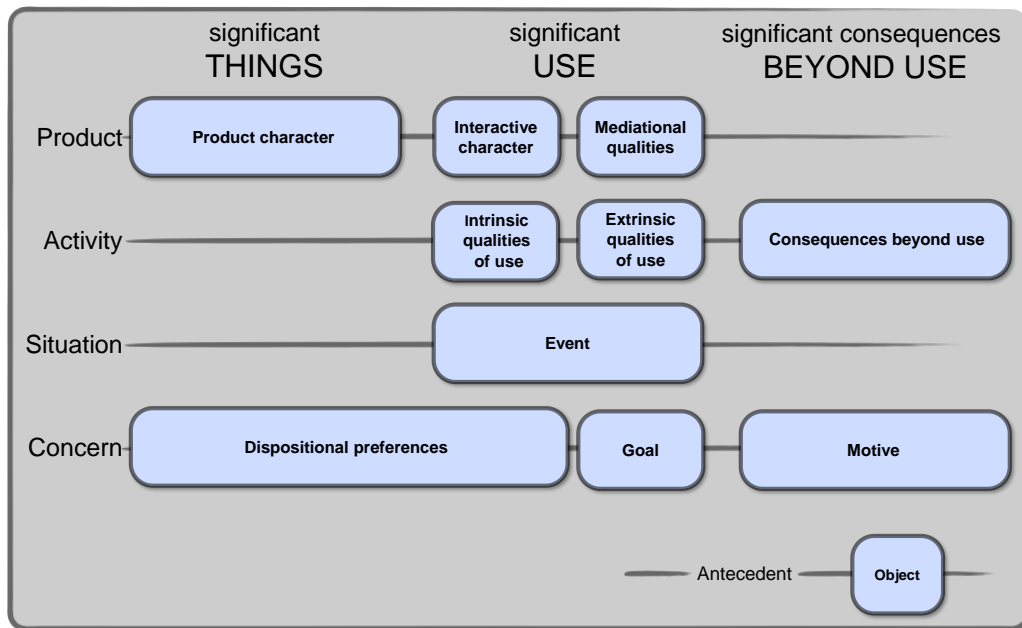 significant
THINGS
significant
USE
significant consequences
BEYOND USE
Product
Product character
Interactive
character
Mediational
qualities
Activity
Intrinsic
qualities
of use
Extrinsic
qualities
of use
Consequences beyond use
Situation
Event
Concern
Dispositional preferences
Goal
Motive
Antecedent
Object